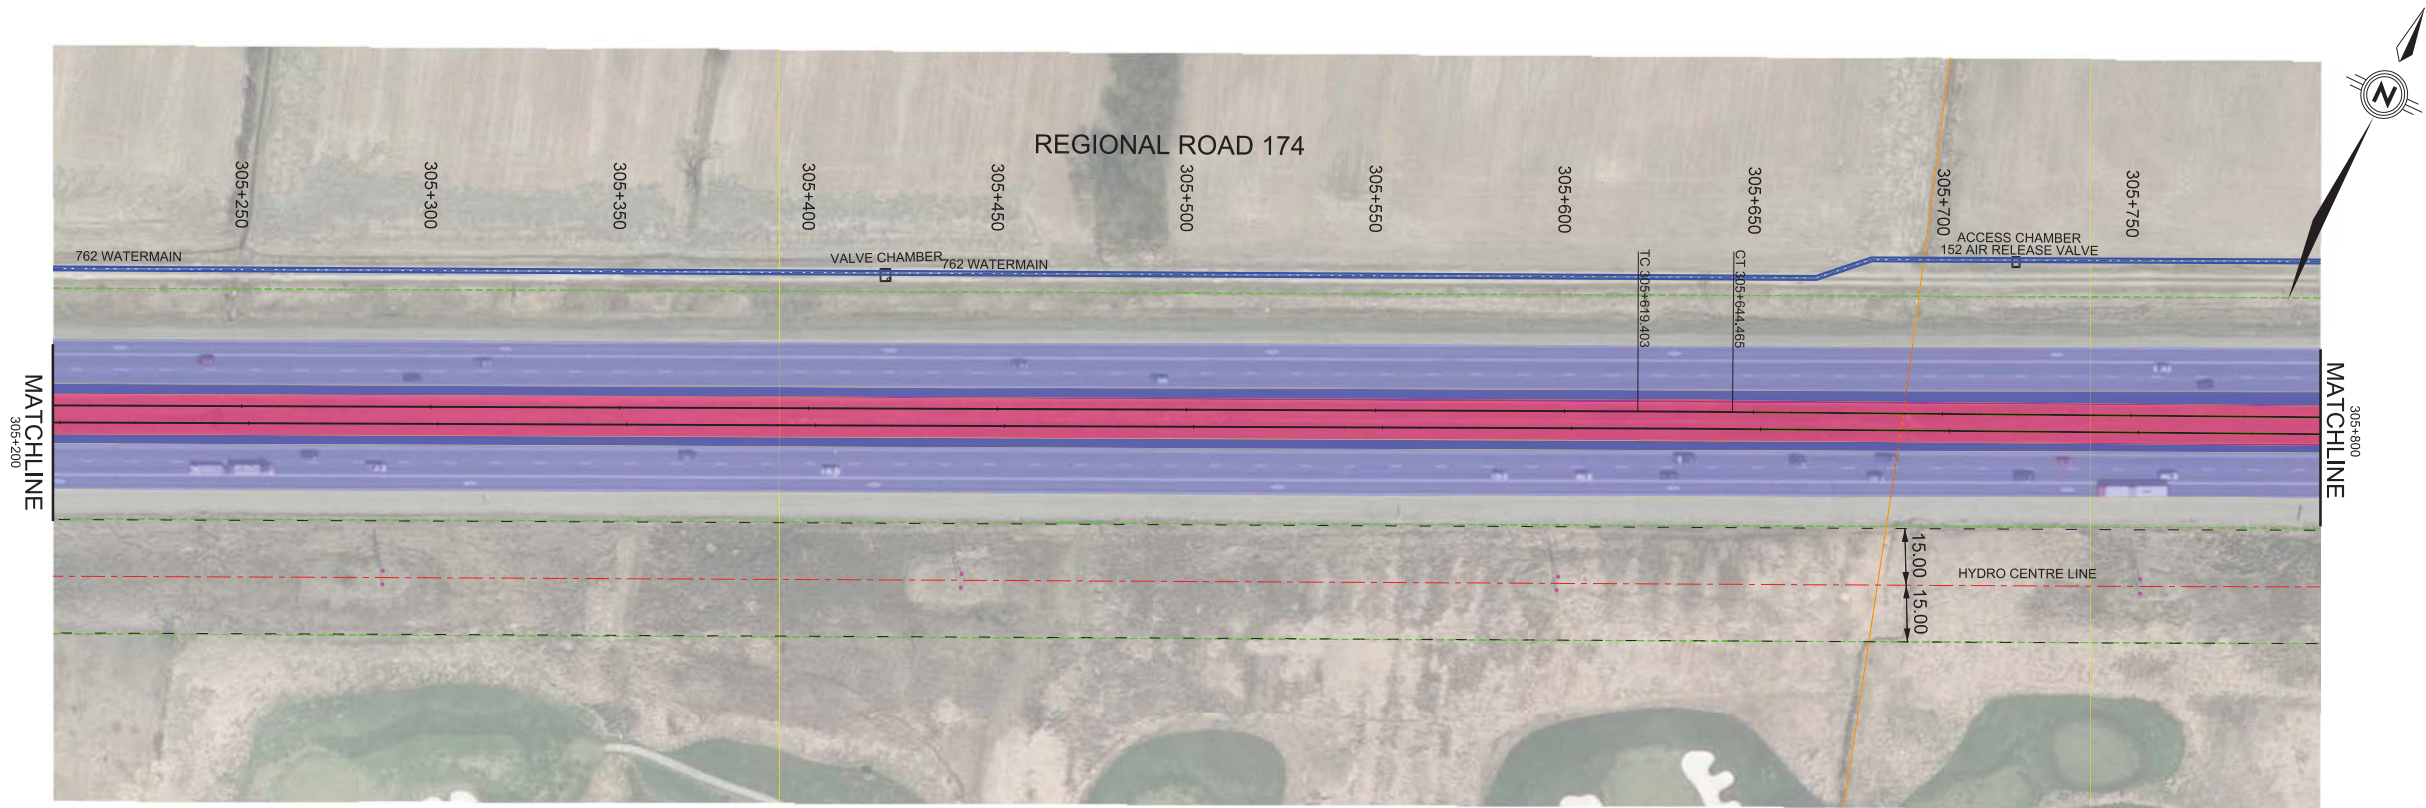 N
REGIONAL ROAD 174
305+250
305+300
305+350
305+400
305+450
305+500
305+550
305+600
305+650
305+700
305+750
762 WATERMAIN
VALVE CHAMBER
762 WATERMAIN
ACCESS CHAMBER
152 AIR RELEASE VALVE
TC 305+619.403
CT 305+644.465
MATCHLINE
305+200
MATCHLINE
305+800
15.00
15.00
HYDRO CENTRE LINE